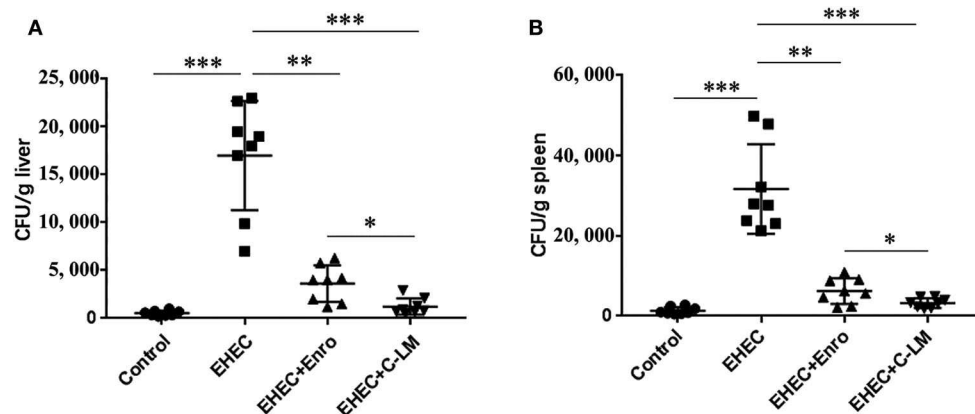 A
***
***
**
25, 000
20, 000
15, 000
10, 000
5, 000
0
*
CFU/g liver
Control
EHEC
EHEC+Enro
EHEC+C-LM
B
***
**
***
60, 000
40, 000
20, 000
0
*
CFU/g spleen
Control
EHEC
EHEC+Enro
EHEC+C-LM